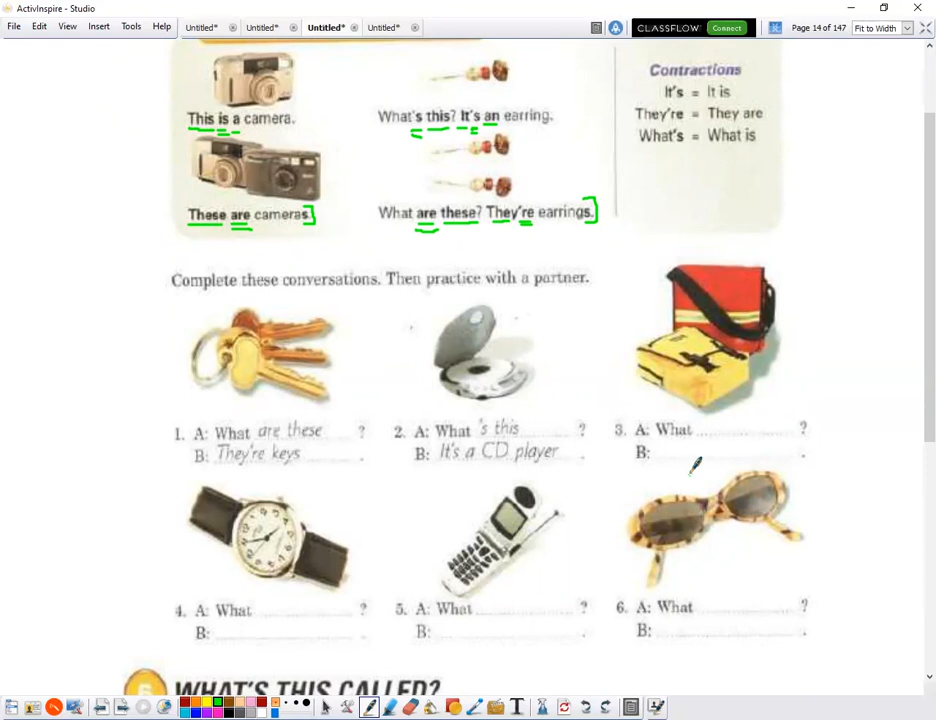 ActivInspire - Studio
File Edit View Insert Tools Help Untitled* Untitled* Untitled* Untitled* CLASSFLOW Connect Page 14 of 147 Fit to Width
This is a camera.
What's this? It's an earring.
These are cameras.
What are these? They're earrings.
Contractions
It's = It is
They're = They are
What's = What is
Complete these conversations. Then practice with a partner.
1. A: What are these ?
B: They're keys .
2. A: What 's this ?
B: It's a CD player .
3. A: What ?
B: .
4. A: What ?
B: .
5. A: What ?
B: .
6. A: What ?
B: .
6 WHAT'S THIS CALLED?